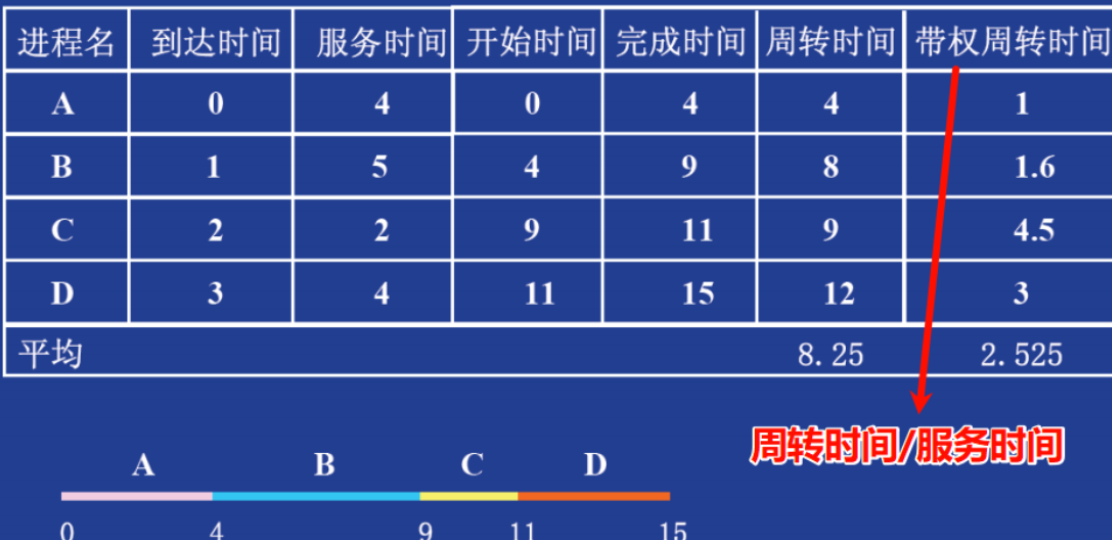 进程名 到达时间 服务时间 开始时间 完成时间 周转时间 带权周转时间
A 0 4 0 4 4 1
B 1 5 4 9 8 1.6
C 2 2 9 11 9 4.5
D 3 4 11 15 12 3
平均 8.25 2.525
周转时间/服务时间
A B C D
0 4 9 11 15